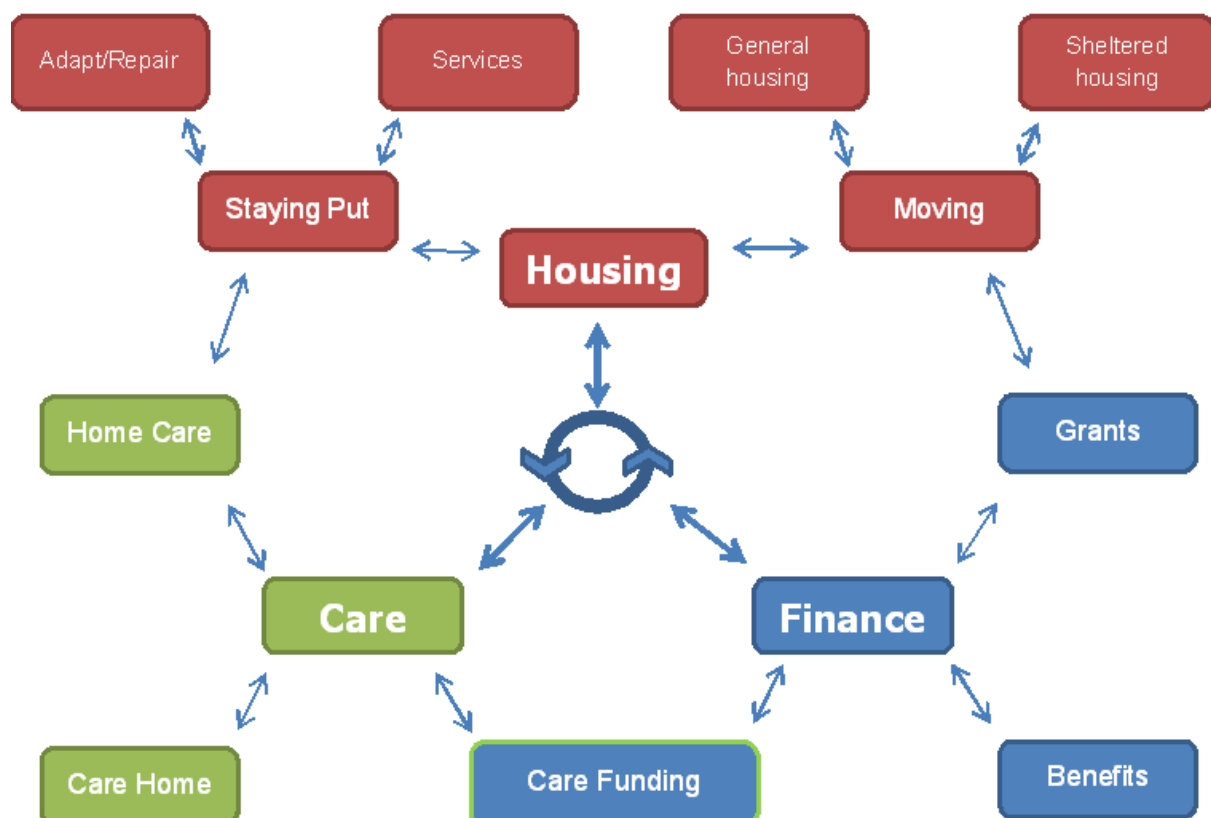 Adapt/Repair
Services
General
housing
Sheltered
housing
Staying Put
Moving
Housing
Home Care
Grants
Care
Finance
Care Home
Care Funding
Benefits